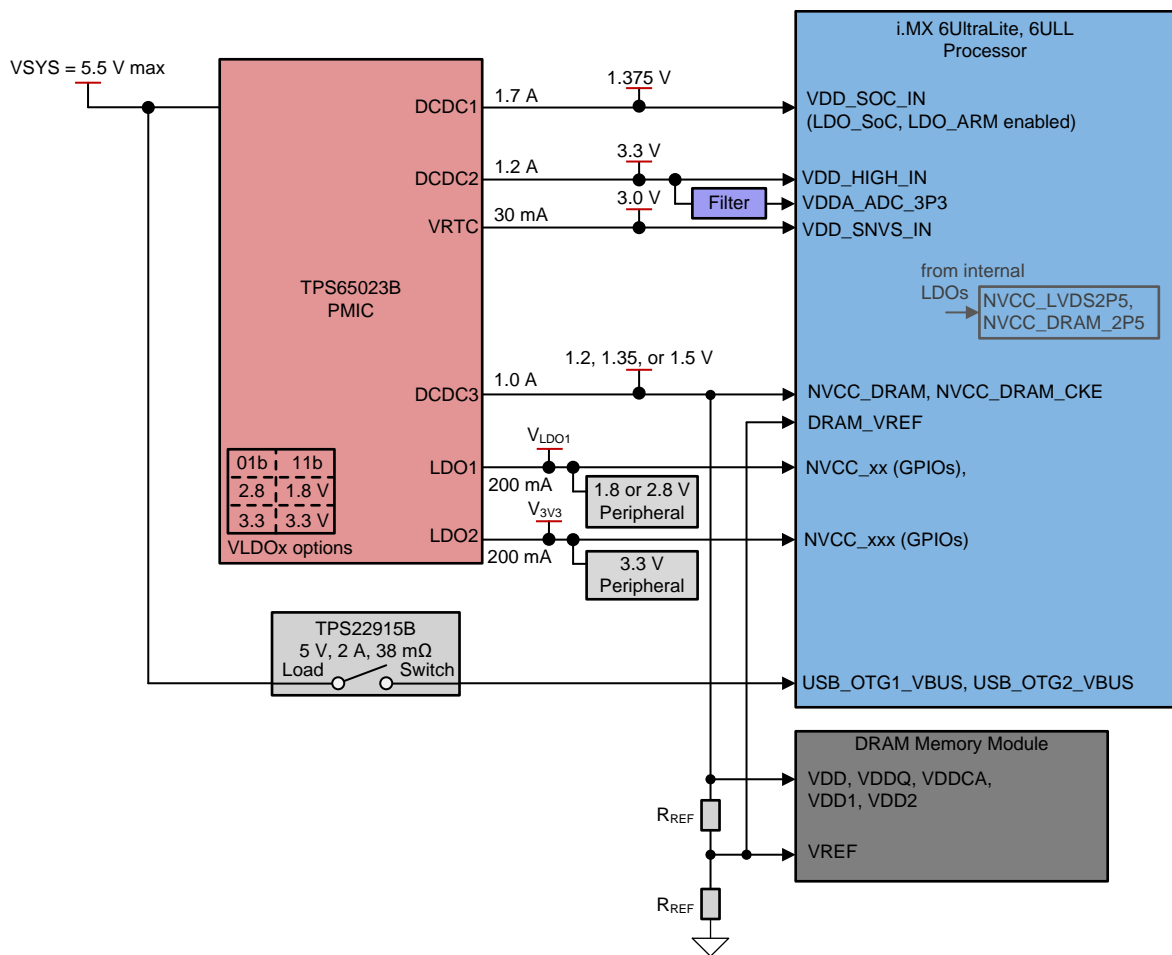 i.MX 6UltraLite, 6ULL
Processor
VSYS = 5.5 V max
DCDC1
1.7 A
1.375 V
VDD_SOC_IN
(LDO_SoC, LDO_ARM enabled)
DCDC2
1.2 A
3.3 V
VDD_HIGH_IN
Filter
VDDA_ADC_3P3
VRTC
30 mA
3.0 V
VDD_SNVS_IN
TPS65023B
PMIC
from internal
LDOs
NVCC_LVDS2P5,
NVCC_DRAM_2P5
DCDC3
1.0 A
1.2, 1.35, or 1.5 V
NVCC_DRAM, NVCC_DRAM_CKE
DRAM_VREF
LDO1
200 mA
VLDO1
NVCC_xx (GPIOs),
1.8 or 2.8 V
Peripheral
LDO2
200 mA
V3V3
NVCC_xxx (GPIOs)
3.3 V
Peripheral
01b 11b
2.8 1.8 V
3.3 3.3 V
VLDOx options
TPS22915B
5 V, 2 A, 38 mΩ
Load Switch
USB_OTG1_VBUS, USB_OTG2_VBUS
DRAM Memory Module
VDD, VDDQ, VDDCA,
VDD1, VDD2
RREF
VREF
RREF